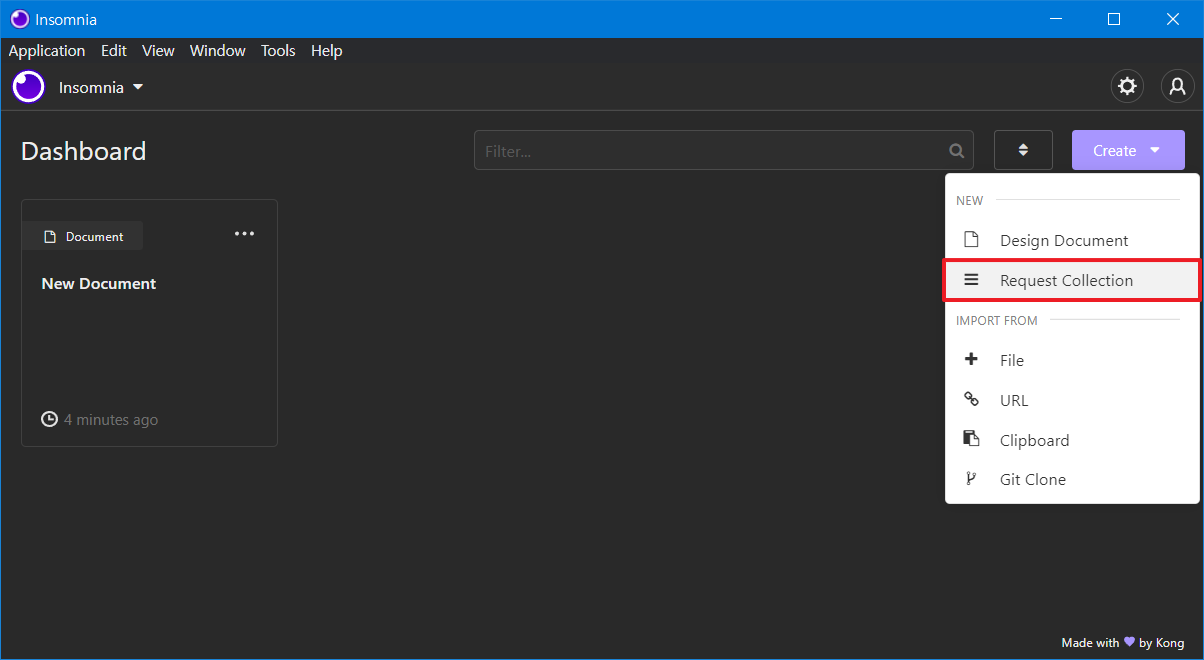 Insomnia
Application Edit View Window Tools Help
Insomnia
Dashboard
Filter...
Create
NEW
Design Document
Request Collection
IMPORT FROM
File
URL
Clipboard
Git Clone
Document
New Document
4 minutes ago
Made with 💜 by Kong